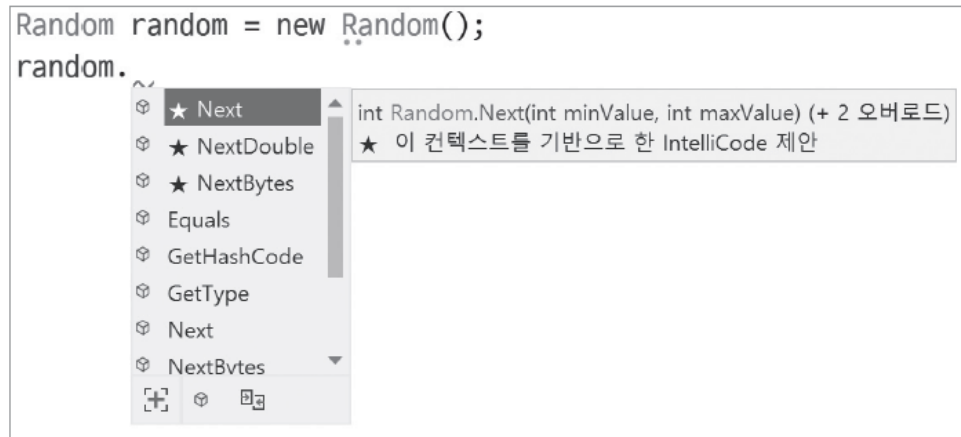 Random random = new Random();
random.
★ Next
int Random.Next(int minValue, int maxValue) (+ 2 오버로드)
★ 이 컨텍스트를 기반으로 한 IntelliCode 제안
★ NextDouble
★ NextBytes
Equals
GetHashCode
GetType
Next
NextBytes